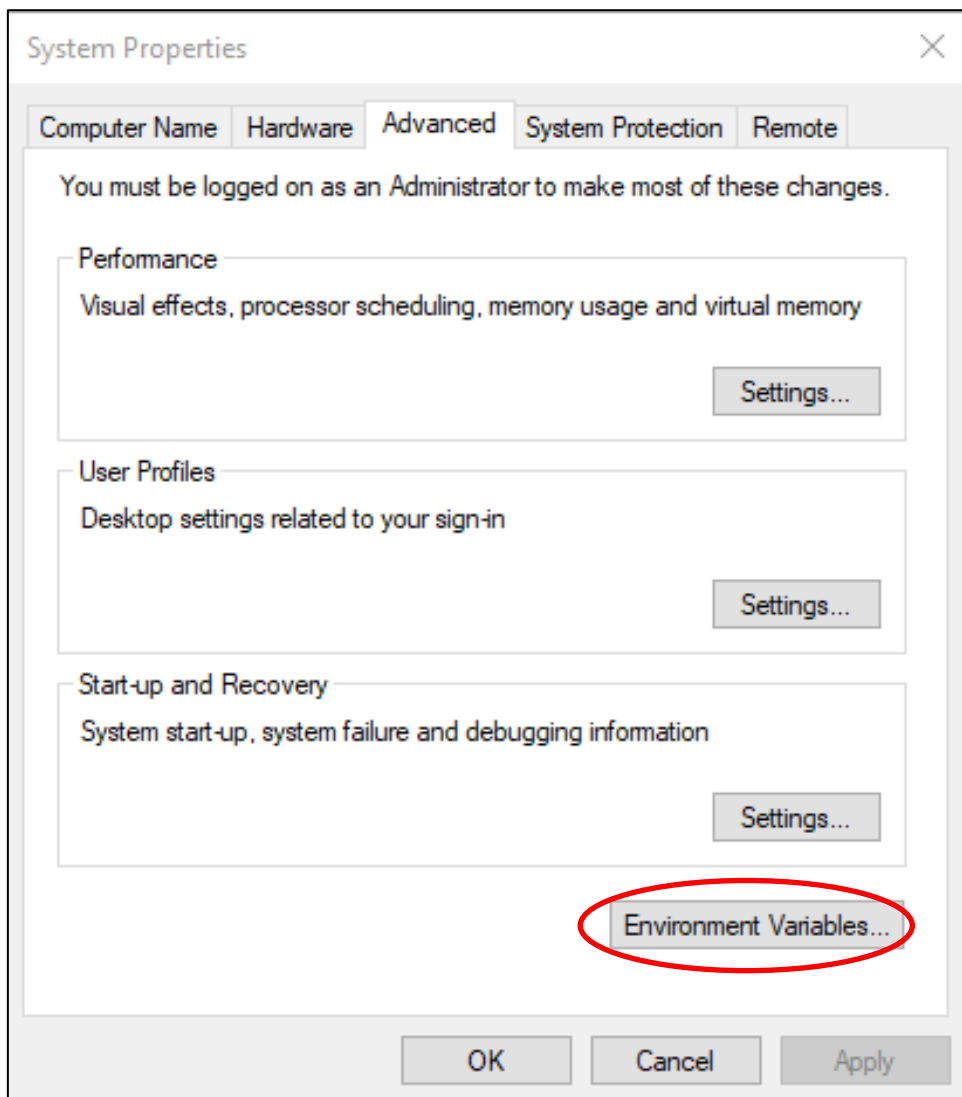 System Properties
Computer Name Hardware Advanced System Protection Remote
You must be logged on as an Administrator to make most of these changes.
Performance
Visual effects, processor scheduling, memory usage and virtual memory
Settings...
User Profiles
Desktop settings related to your sign-in
Settings...
Start-up and Recovery
System start-up, system failure and debugging information
Settings...
Environment Variables...
OK Cancel Apply